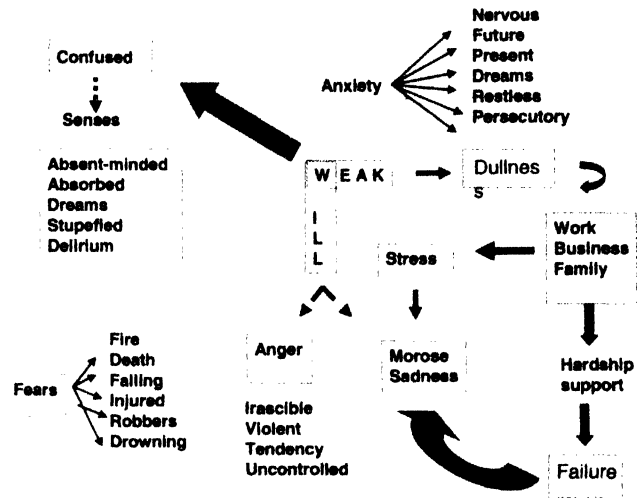 Nervous
Future
Present
Dreams
Restless
Persecutory
Anxiety
Confused
Senses
Absent-minded
Absorbed
Dreams
Stupefied
Delirium
W E A K
I
L
L
Dullnes
s
Work
Business
Family
Stress
Anger
Irascible
Violent
Tendency
Uncontrolled
Morose
Sadness
Hardship
support
Failure
Fears
Fire
Death
Falling
Injured
Robbers
Drowning